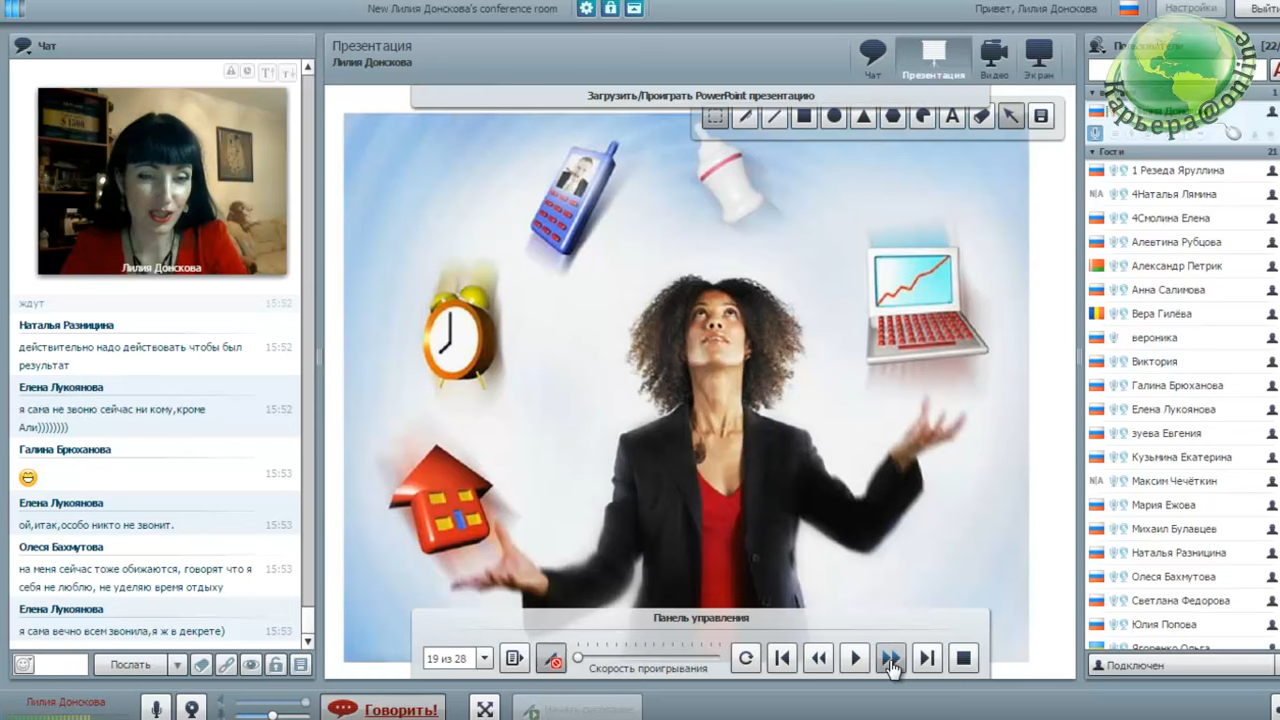 New Лилия Донскова's conference room
Привет, Лилия Донскова
Настройки
Выйти
Чат
Лилия Донскова
ждут 15:52
Наталья Разницина
действительно надо действовать чтобы был 15:52
результат
Елена Лукоянова
я сама не звоню сейчас ни кому,кроме 15:52
Али))))))))
Галина Брюханова
15:53
Елена Лукоянова
ой,итак,особо никто не звонит. 15:53
Олеся Бахмутова
на меня сейчас тоже обижаются, говорят что я 15:53
себя не люблю, не уделяю время отдыху
Елена Лукоянова
я сама вечно всем звонила,я ж в декрете) 15:53
Послать
Лилия Донскова
Говорить!
Презентация
Лилия Донскова
Чат
Презентация
Видео
Экран
Загрузить/Проиграть PowerPoint презентацию
A
Панель управления
19 из 28
Скорость проигрывания
[22/
Карьера@online
Гости 21
1 Резеда Яруллина
N/A 4Наталья Лямина
4Смолина Елена
Алевтина Рубцова
Александр Петрик
Анна Салимова
Вера Гилёва
вероника
Виктория
Галина Брюханова
Елена Лукоянова
зуева Евгения
Кузьмина Екатерина
N/A Максим Чечёткин
Мария Ежова
Михаил Булавцев
Наталья Разницина
Олеся Бахмутова
Светлана Федорова
Юлия Попова
Яворенко Ольга
Подключен